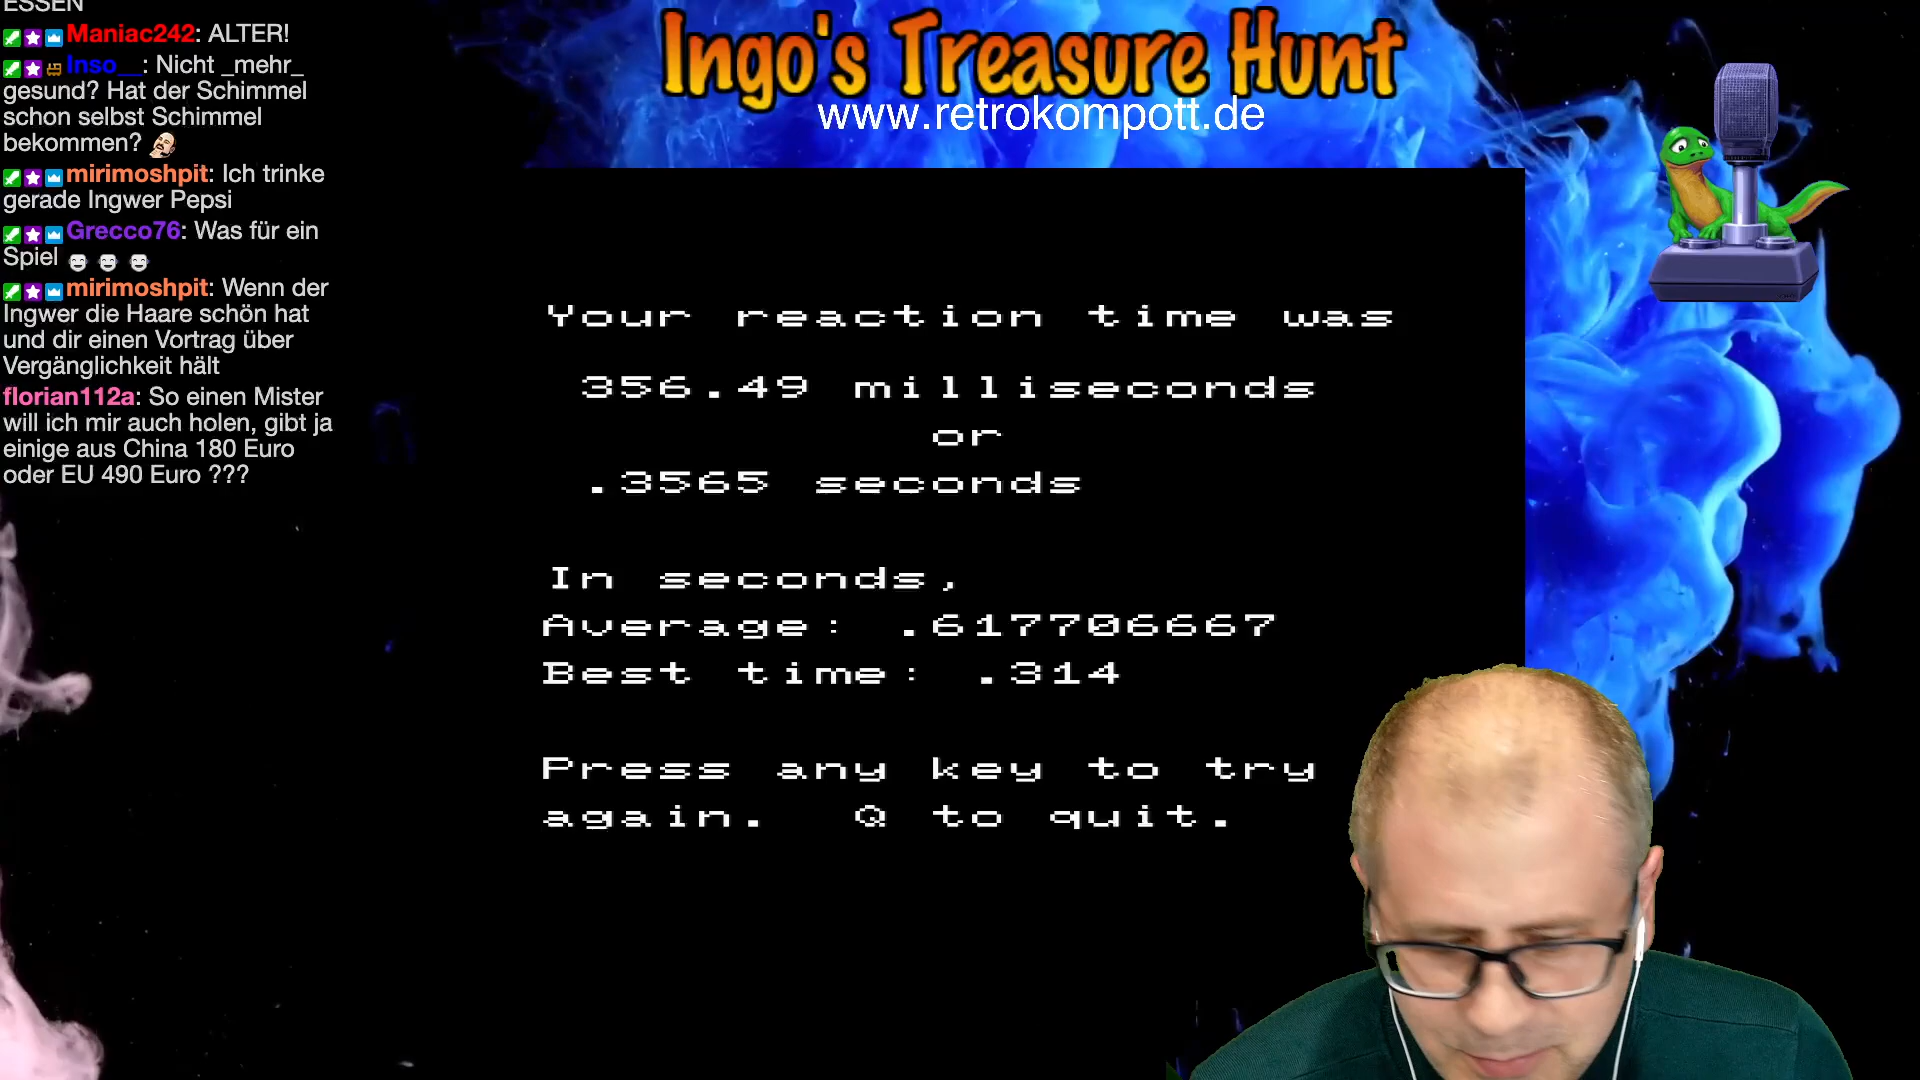 ESSEN
Maniac242: ALTER!
Inso__: Nicht _mehr_
gesund? Hat der Schimmel
schon selbst Schimmel
bekommen?
mirimoshpit: Ich trinke
gerade Ingwer Pepsi
Grecco76: Was für ein
Spiel
mirimoshpit: Wenn der
Ingwer die Haare schön hat
und dir einen Vortrag über
Vergänglichkeit hält
florian112a: So einen Mister
will ich mir auch holen, gibt ja
einige aus China 180 Euro
oder EU 490 Euro ???
Ingo's Treasure Hunt
www.retrokompott.de
Your reaction time was
356.49 milliseconds
or
.3565 seconds
In seconds,
Average: .617706667
Best time: .314
Press any key to try
again. Q to quit.